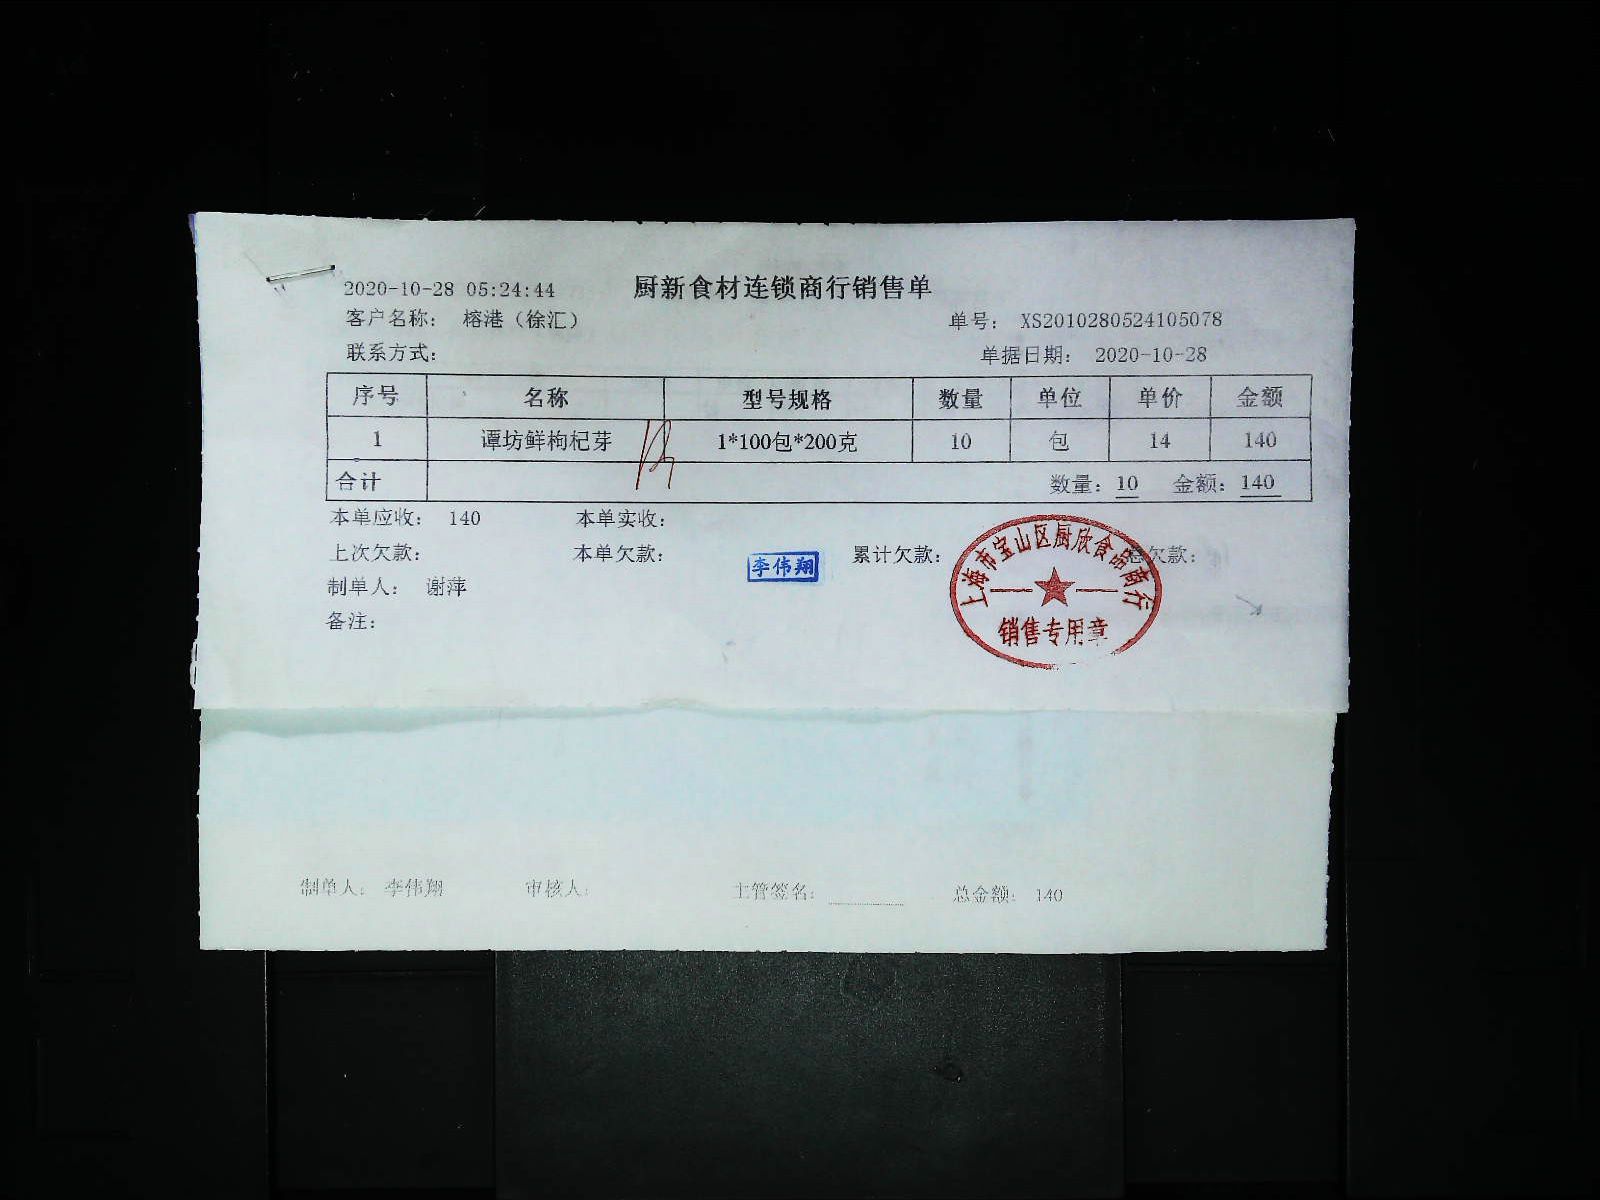 2020-10-28 05:24:44 厨新食材连锁商行销售单
客户名称： 榕港（徐汇） 单号： XS2010280524105078
联系方式： 单据日期： 2020-10-28
序号 名称 型号规格 数量 单位 单价 金额
1 谭坊鲜枸杞芽 1*100包*200克 10 包 14 140
合计 数量：10 金额：140
本单应收： 140 本单实收：
上次欠款： 本单欠款： 李伟翔 累计欠款： 总欠款：
制单人： 谢萍
备注：
上海市宝山区厨欣食品商行
销售专用章
制单人： 李伟翔 审核人： 主管签名： 总金额： 140